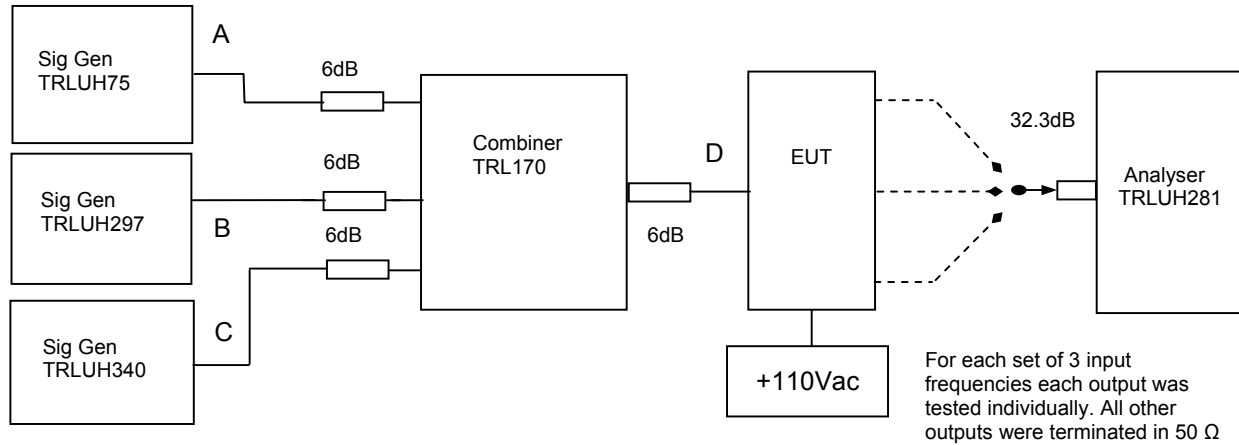 A
Sig Gen
TRLUH75
6dB
Combiner
TRL170
6dB
Sig Gen
TRLUH297
B
6dB
C
Sig Gen
TRLUH340
D
6dB
EUT
+110Vac
32.3dB
Analyser
TRLUH281
For each set of 3 input
frequencies each output was
tested individually. All other
outputs were terminated in 50 Ω